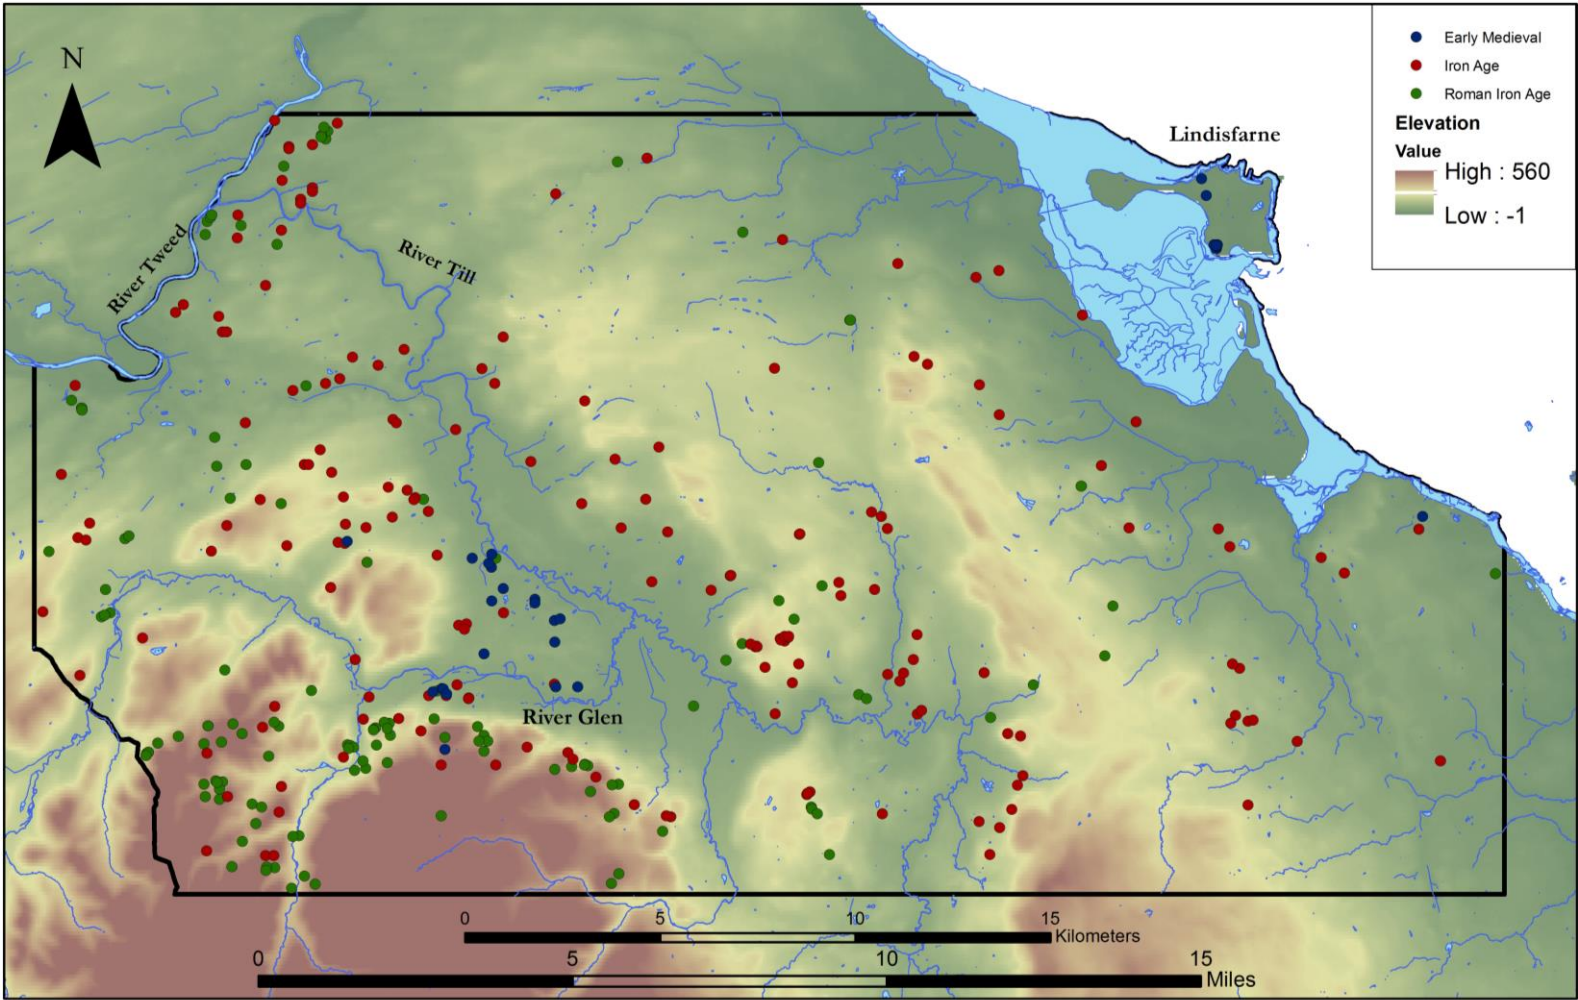 N
Early Medieval
Iron Age
Roman Iron Age
Elevation
Value
High : 560
Low : -1
Lindisfarne
River Tweed
River Till
River Glen
0 5 10 15
Kilometers
0 5 10 15
Miles